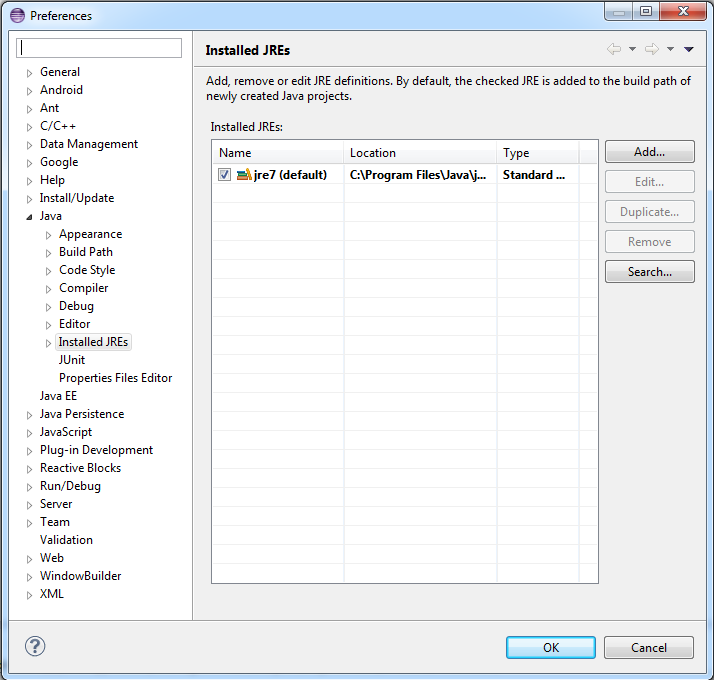 Preferences
General
Android
Ant
C/C++
Data Management
Google
Help
Install/Update
Java
Appearance
Build Path
Code Style
Compiler
Debug
Editor
Installed JREs
JUnit
Properties Files Editor
Java EE
Java Persistence
JavaScript
Plug-in Development
Reactive Blocks
Run/Debug
Server
Team
Validation
Web
WindowBuilder
XML
Installed JREs
Add, remove or edit JRE definitions. By default, the checked JRE is added to the build path of
newly created Java projects.
Installed JREs:
Name Location Type
jre7 (default) C:\Program Files\Java\j... Standard ...
Add...
Edit...
Duplicate...
Remove
Search...
?
OK Cancel